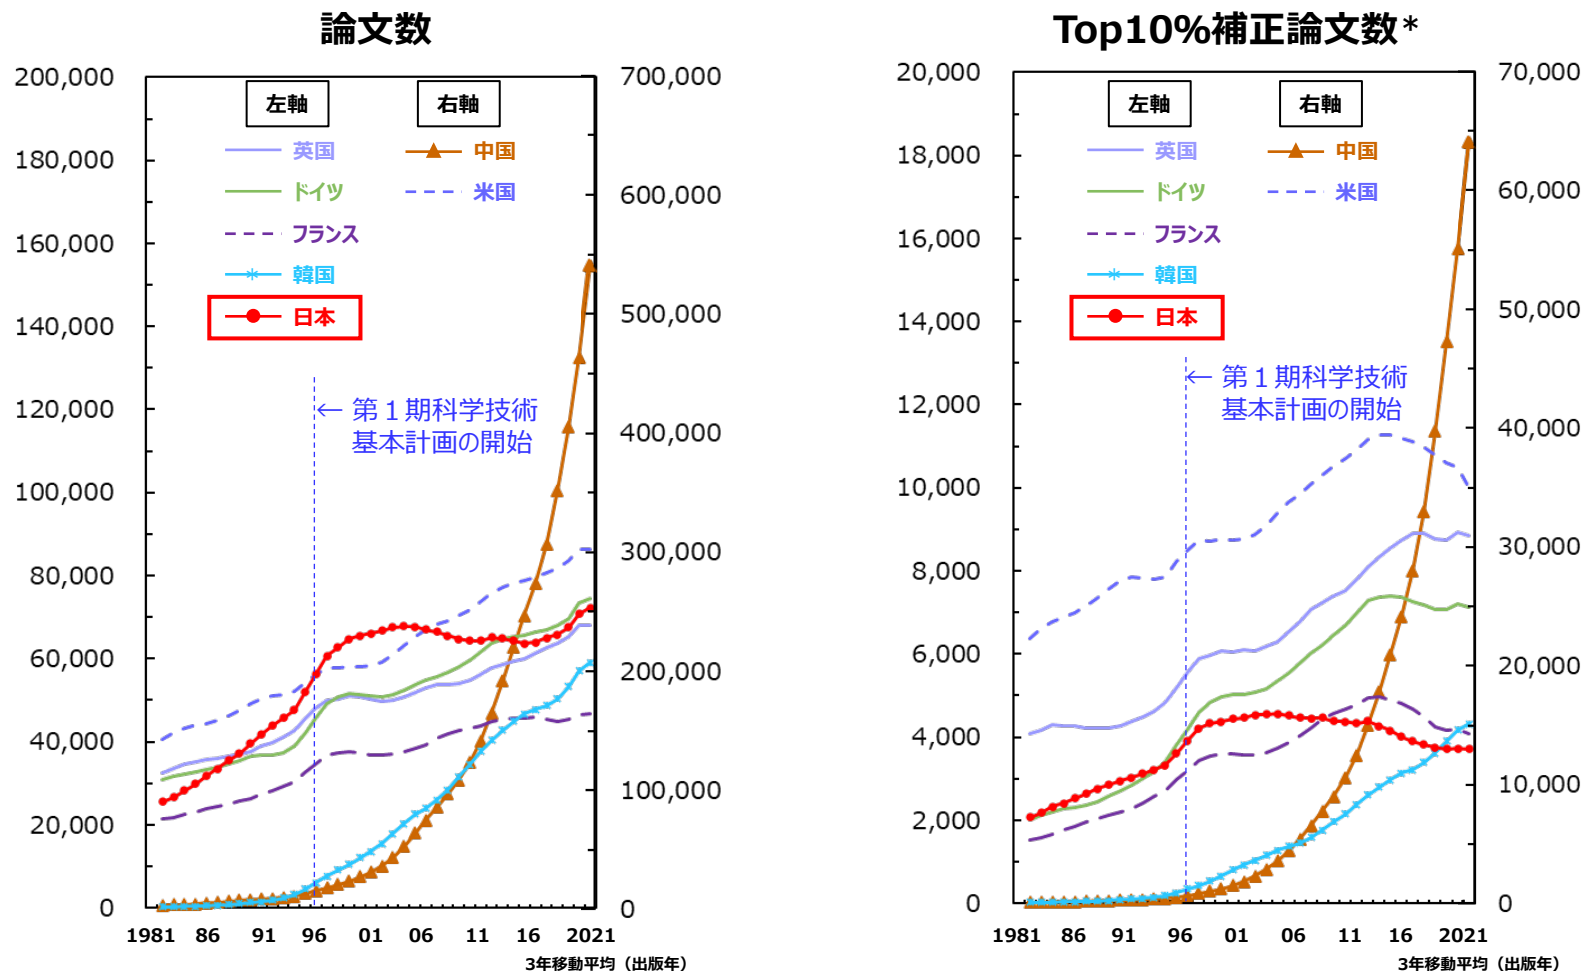 論文数
200,000
180,000
160,000
140,000
120,000
100,000
80,000
60,000
40,000
20,000
0
700,000
600,000
500,000
400,000
300,000
200,000
100,000
0
左軸 右軸
英国 中国
ドイツ 米国
フランス
韓国
日本
← 第1期科学技術
基本計画の開始
1981 86 91 96 01 06 11 16 2021
3年移動平均（出版年）
Top10%補正論文数*
20,000
18,000
16,000
14,000
12,000
10,000
8,000
6,000
4,000
2,000
0
70,000
60,000
50,000
40,000
30,000
20,000
10,000
0
左軸 右軸
英国 中国
ドイツ 米国
フランス
韓国
日本
← 第1期科学技術
基本計画の開始
1981 86 91 96 01 06 11 16 2021
3年移動平均（出版年）